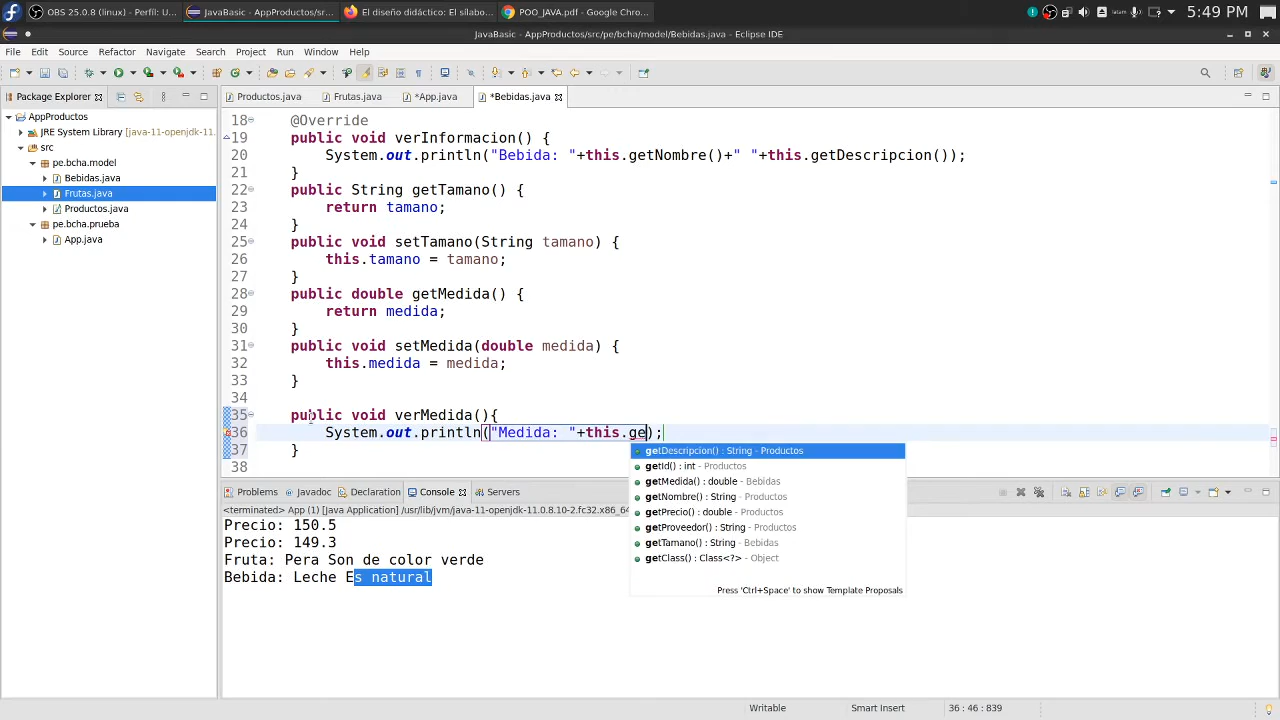 OBS 25.0.8 (linux) - Perfil: U...
JavaBasic - AppProductos/src/...
El diseño didáctico: El sílabo...
POO_JAVA.pdf - Google Chro...
latam
5:49 PM
JavaBasic - AppProductos/src/pe/bcha/model/Bebidas.java - Eclipse IDE
File Edit Source Refactor Navigate Search Project Run Window Help
Package Explorer
Productos.java Frutas.java *App.java *Bebidas.java
AppProductos
JRE System Library [java-11-openjdk-11.
src
pe.bcha.model
Bebidas.java
Frutas.java
Productos.java
pe.bcha.prueba
App.java
18 @Override
19 public void verInformacion() {
20 System.out.println("Bebida: "+this.getNombre()+" "+this.getDescripcion());
21 }
22 public String getTamano() {
23 return tamano;
24 }
25 public void setTamano(String tamano) {
26 this.tamano = tamano;
27 }
28 public double getMedida() {
29 return medida;
30 }
31 public void setMedida(double medida) {
32 this.medida = medida;
33 }
34
35 public void verMedida(){
36 System.out.println("Medida: "+this.ge);
37 }
38
getDescripcion() : String - Productos
getId() : int - Productos
getMedida() : double - Bebidas
getNombre() : String - Productos
getPrecio() : double - Productos
getProveedor() : String - Productos
getTamano() : String - Bebidas
getClass() : Class<?> - Object
Press 'Ctrl+Space' to show Template Proposals
Problems Javadoc Declaration Console Servers
<terminated> App (1) [Java Application] /usr/lib/jvm/java-11-openjdk-11.0.8.10-2.fc32.x86_64
Precio: 150.5
Precio: 149.3
Fruta: Pera Son de color verde
Bebida: Leche Es natural
Writable Smart Insert 36 : 46 : 839